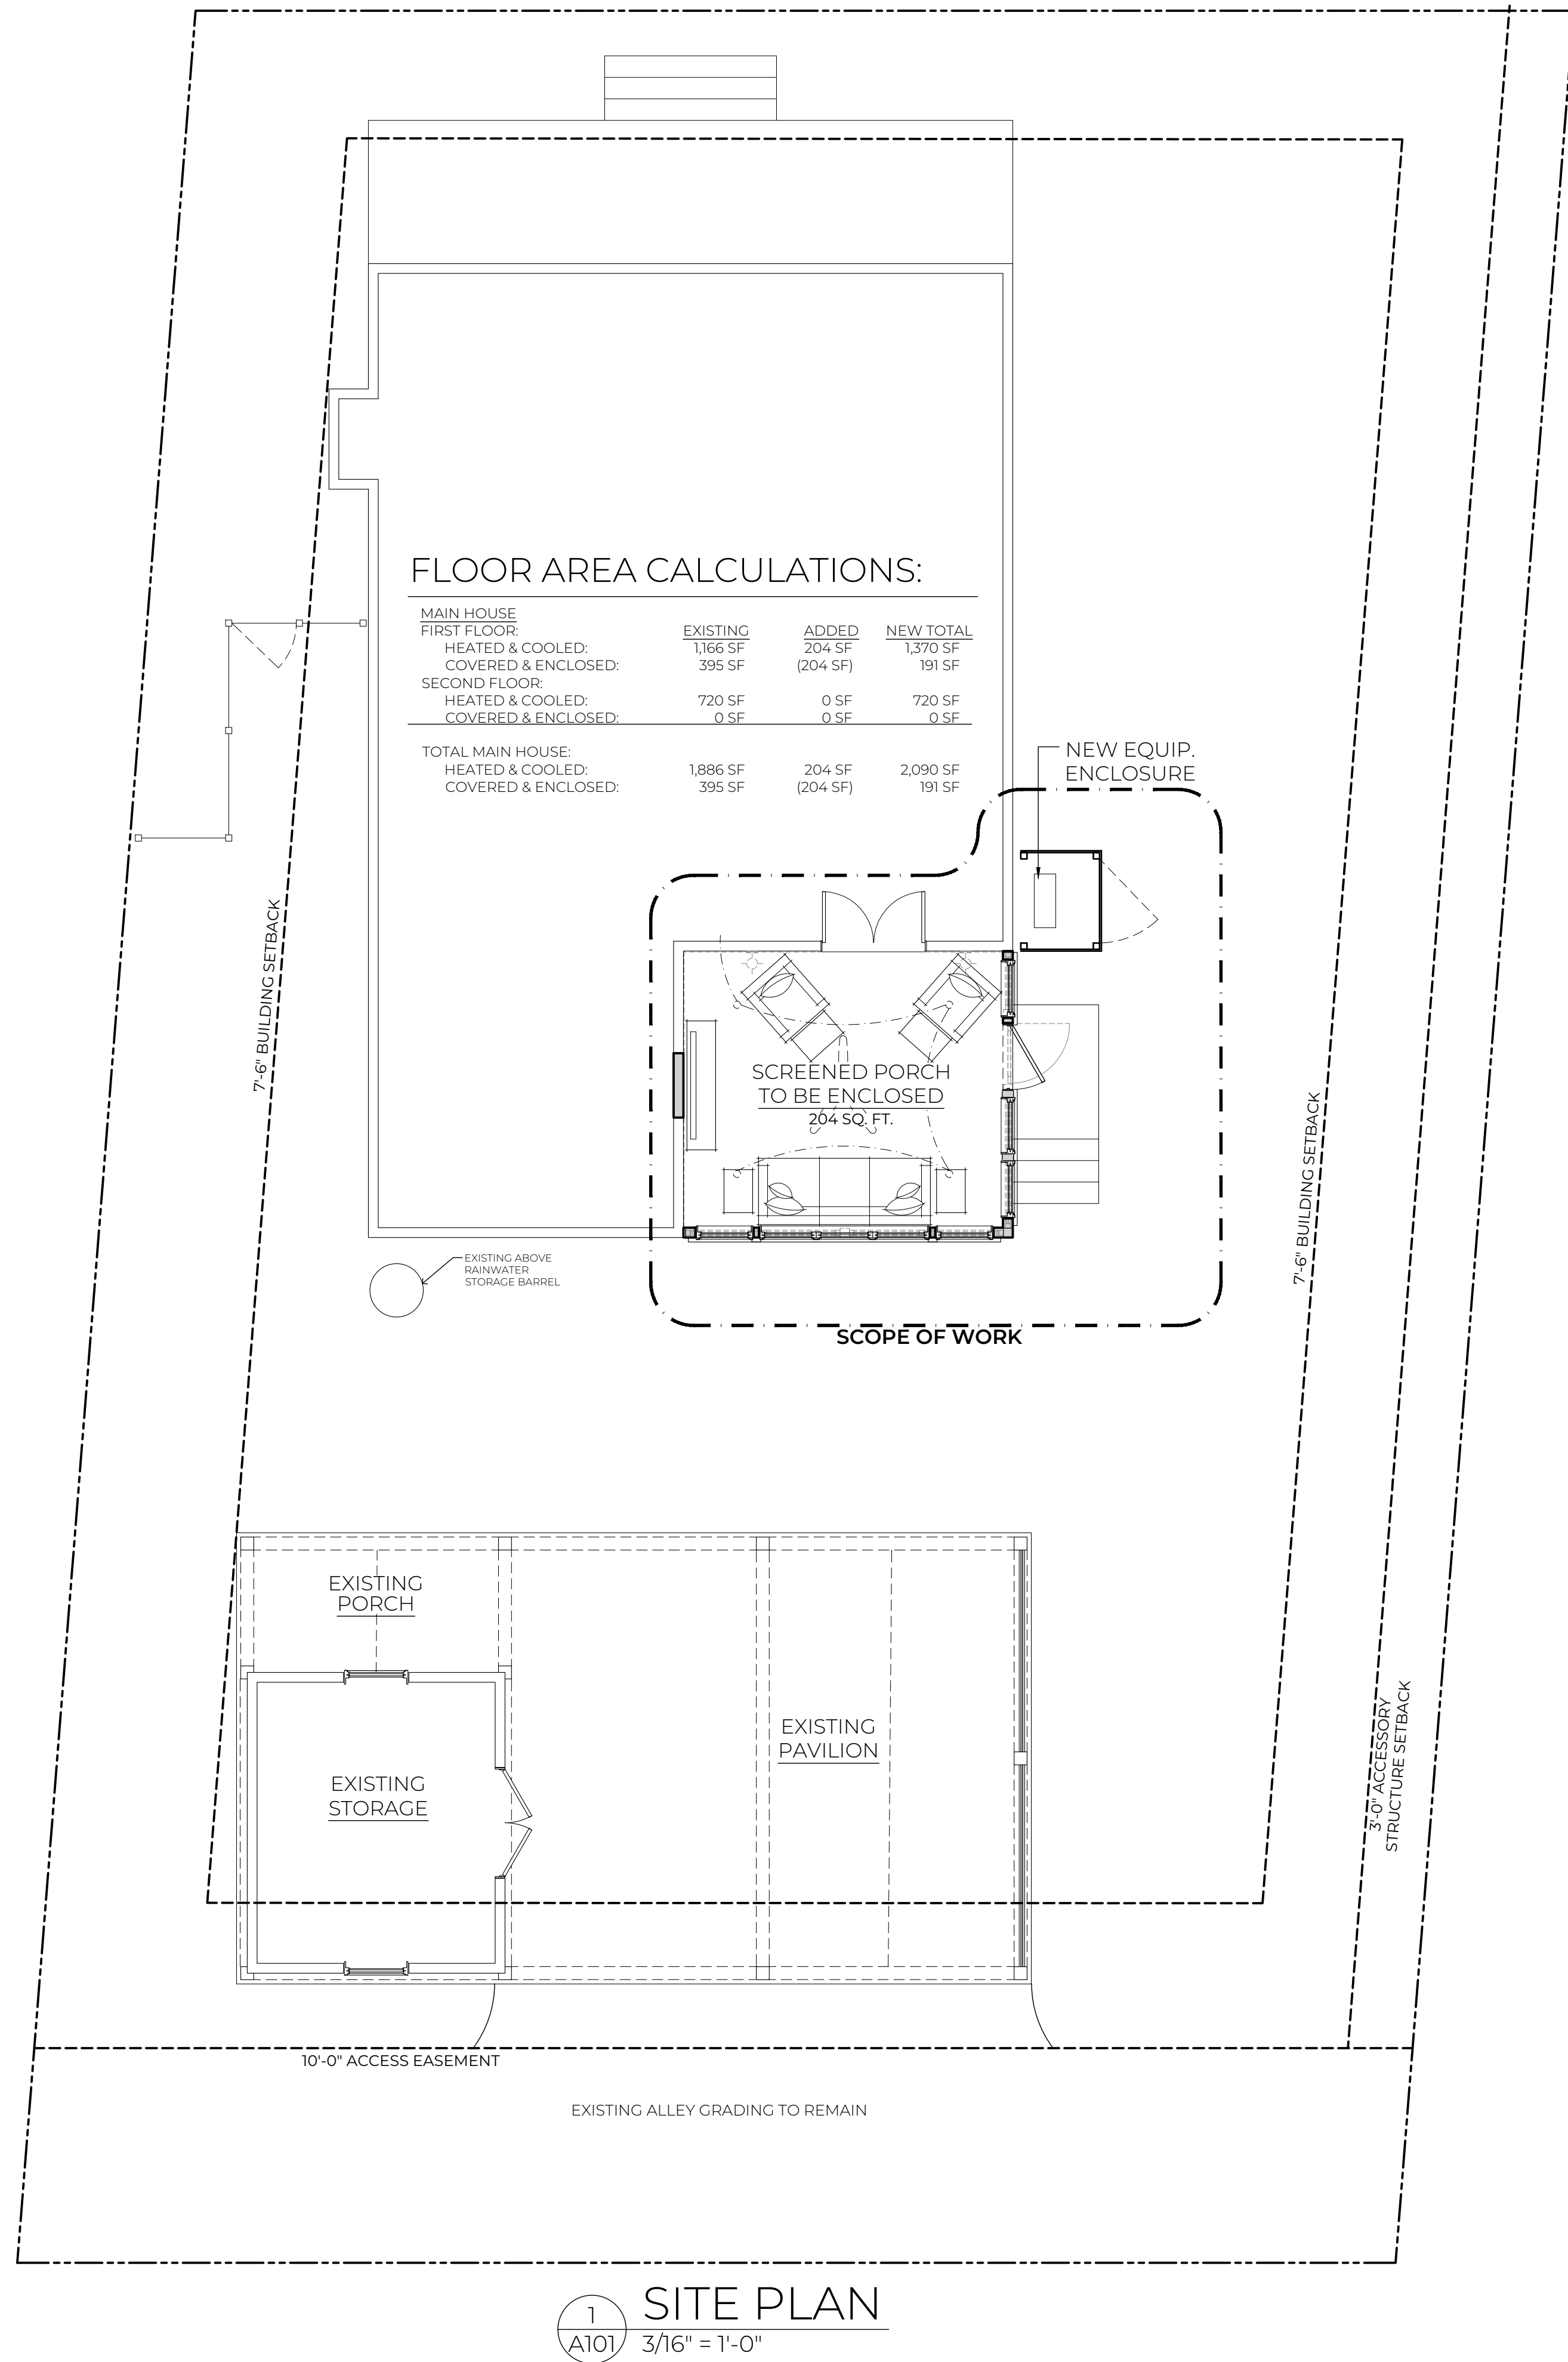 FLOOR AREA CALCULATIONS:
MAIN HOUSE
FIRST FLOOR: EXISTING ADDED NEW TOTAL
HEATED & COOLED: 1,166 SF 204 SF 1,370 SF
COVERED & ENCLOSED: 395 SF (204 SF) 191 SF
SECOND FLOOR:
HEATED & COOLED: 720 SF 0 SF 720 SF
COVERED & ENCLOSED: 0 SF 0 SF 0 SF
TOTAL MAIN HOUSE:
HEATED & COOLED: 1,886 SF 204 SF 2,090 SF
COVERED & ENCLOSED: 395 SF (204 SF) 191 SF
NEW EQUIP.
ENCLOSURE
7'-6" BUILDING SETBACK
SCREENED PORCH
TO BE ENCLOSED
204 SQ. FT.
7'-6" BUILDING SETBACK
EXISTING ABOVE
RAINWATER
STORAGE BARREL
SCOPE OF WORK
EXISTING
PORCH
EXISTING
PAVILION
EXISTING
STORAGE
3'-0" ACCESSORY
STRUCTURE SETBACK
10'-0" ACCESS EASEMENT
EXISTING ALLEY GRADING TO REMAIN
1
A101
SITE PLAN
3/16" = 1'-0"